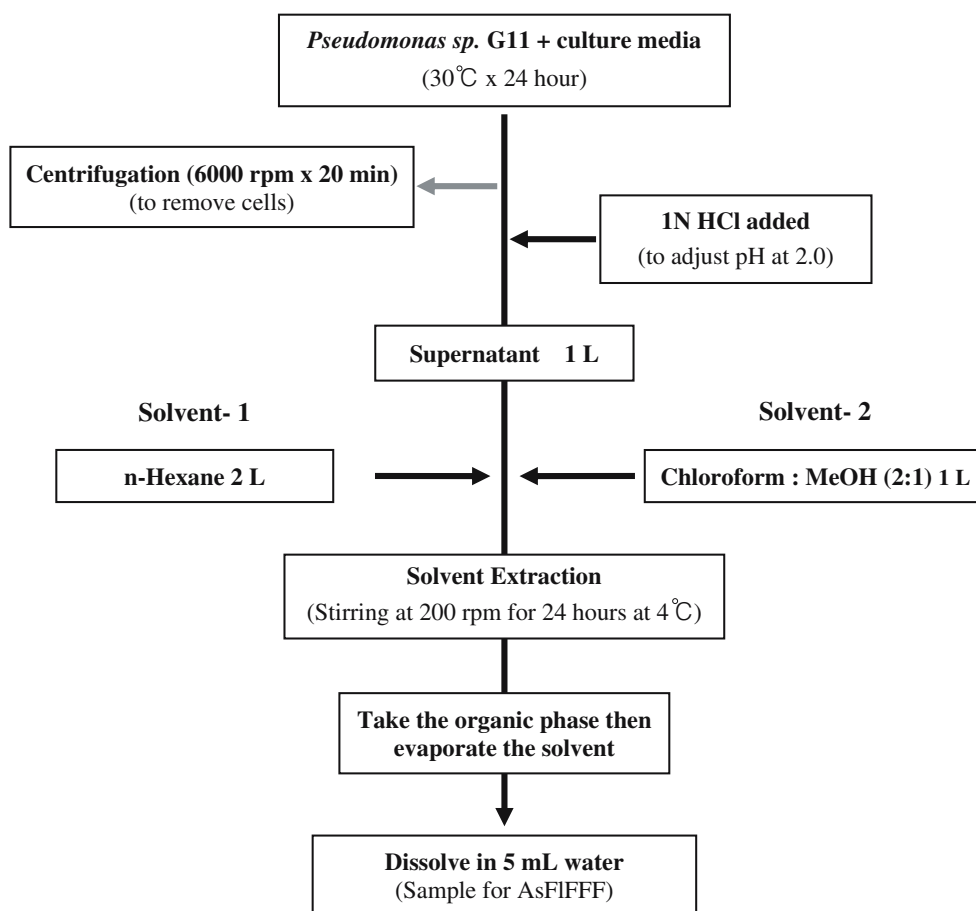 Pseudomonas sp. G11 + culture media
(30℃ x 24 hour)
Centrifugation (6000 rpm x 20 min)
(to remove cells)
1N HCl added
(to adjust pH at 2.0)
Supernatant 1 L
Solvent- 1
Solvent- 2
n-Hexane 2 L
Chloroform : MeOH (2:1) 1 L
Solvent Extraction
(Stirring at 200 rpm for 24 hours at 4℃)
Take the organic phase then
evaporate the solvent
Dissolve in 5 mL water
(Sample for AsFlFFF)